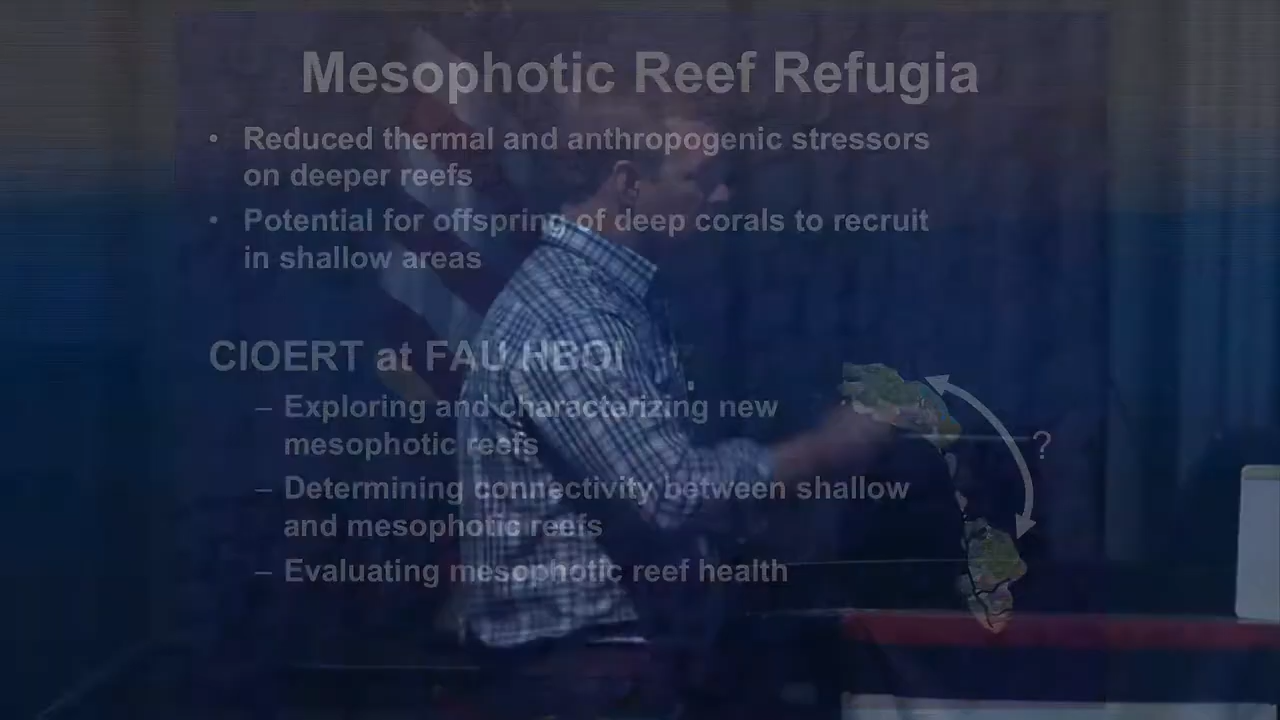 Mesophotic Reef Refugia
• Reduced thermal and anthropogenic stressors
on deeper reefs
• Potential for offspring of deep corals to recruit
in shallow areas
CIOERT at FAU HBOI
– Exploring and characterizing new
mesophotic reefs
?
– Determining connectivity between shallow
and mesophotic reefs
– Evaluating mesophotic reef health